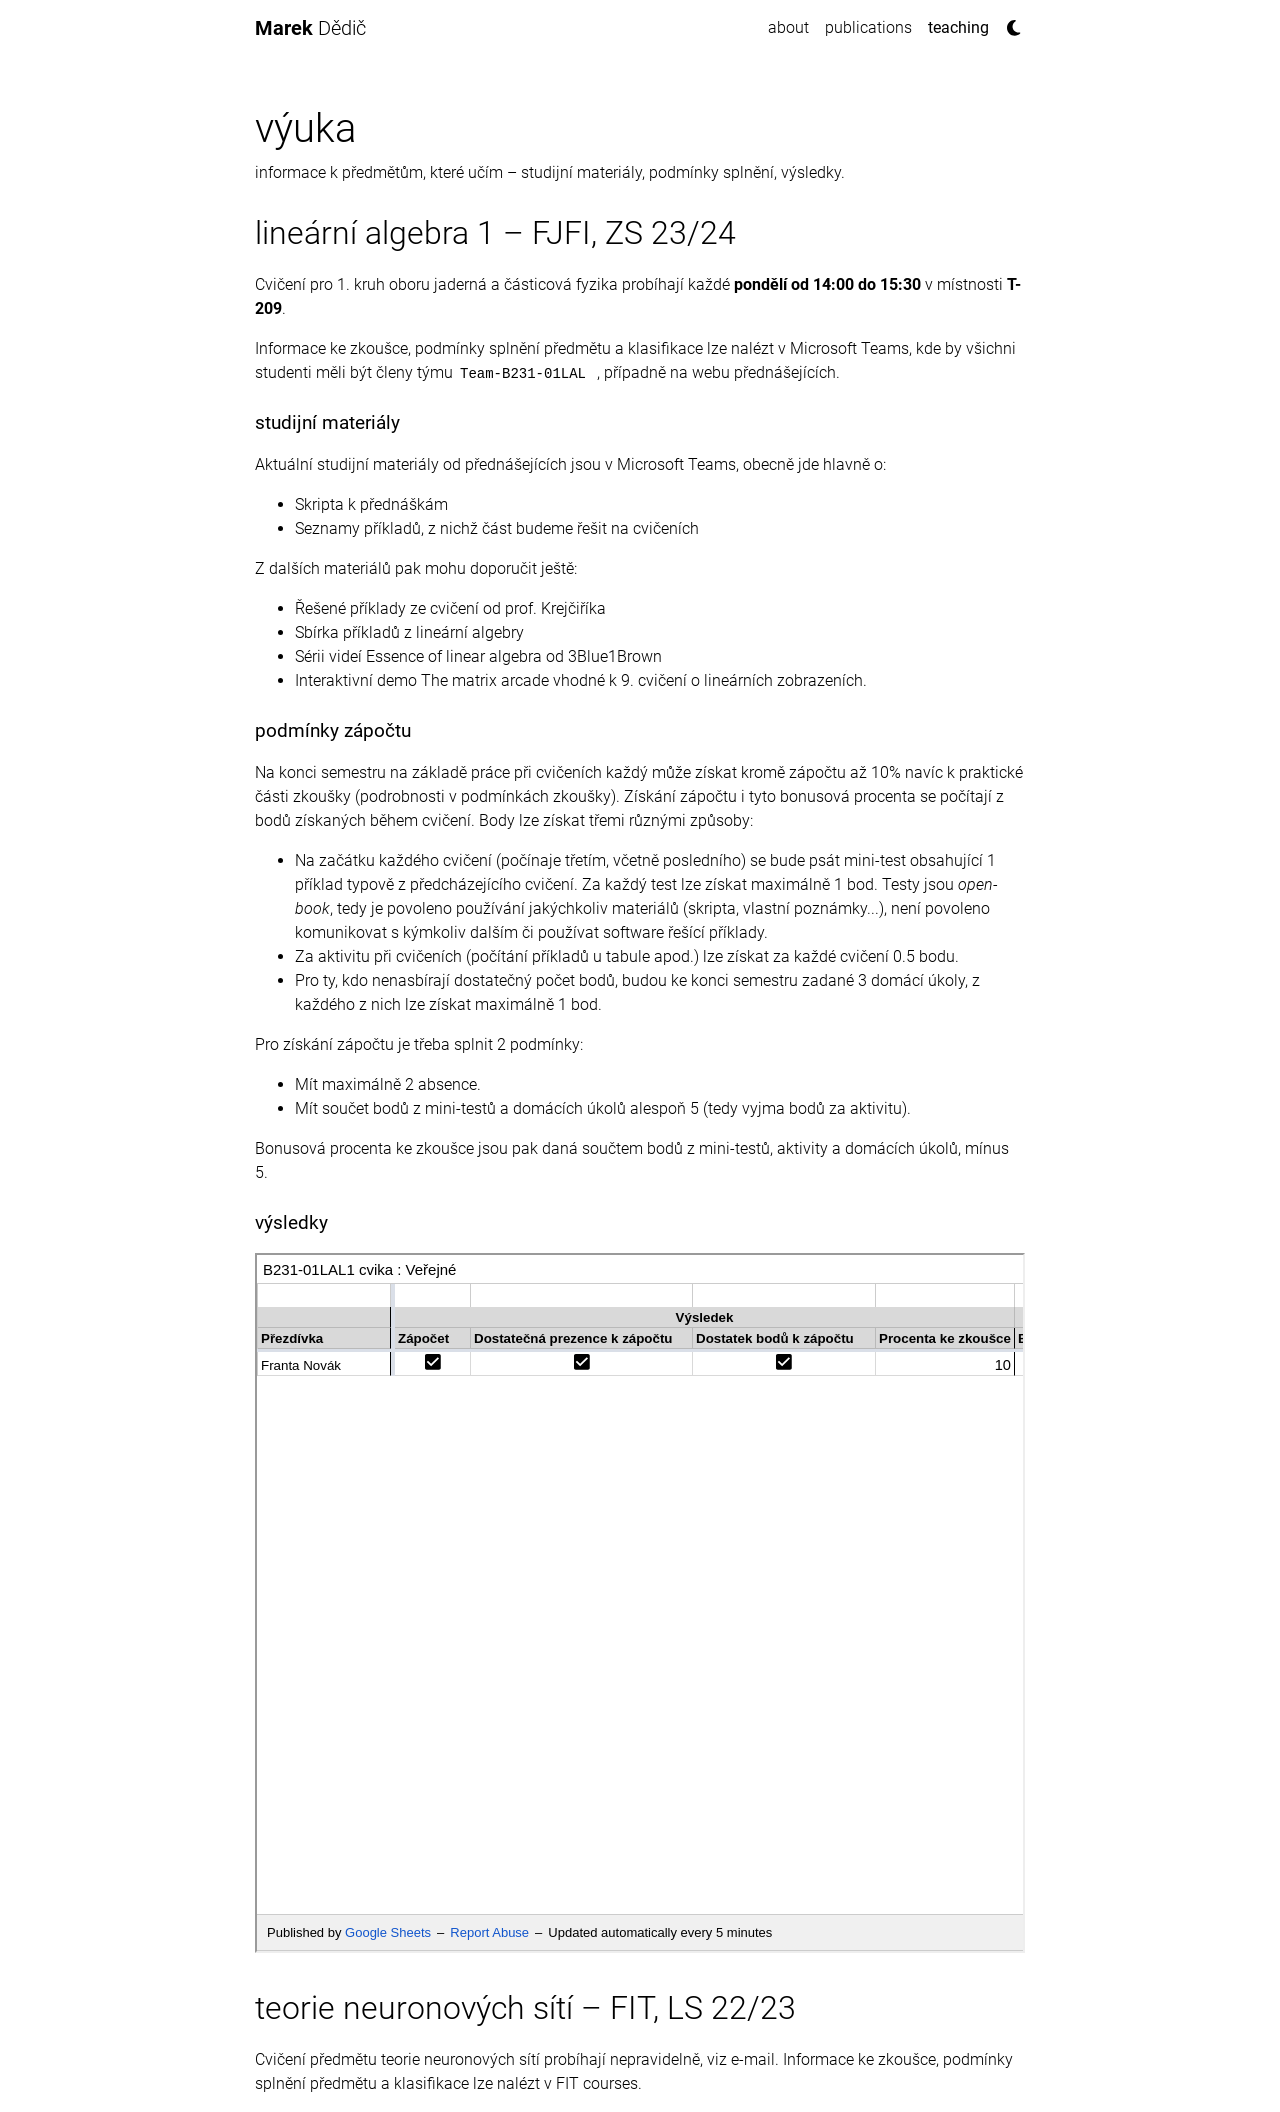 Marek Dědič about publications teaching
výuka
informace k předmětům, které učím – studijní materiály, podmínky splnění, výsledky.
lineární algebra 1 – FJFI, ZS 23/24
Cvičení pro 1. kruh oboru jaderná a částicová fyzika probíhají každé pondělí od 14:00 do 15:30 v místnosti T-
209.
Informace ke zkoušce, podmínky splnění předmětu a klasifikace lze nalézt v Microsoft Teams, kde by všichni
studenti měli být členy týmu Team-B231-01LAL , případně na webu přednášejících.
studijní materiály
Aktuální studijní materiály od přednášejících jsou v Microsoft Teams, obecně jde hlavně o:
• Skripta k přednáškám
• Seznamy příkladů, z nichž část budeme řešit na cvičeních
Z dalších materiálů pak mohu doporučit ještě:
• Řešené příklady ze cvičení od prof. Krejčiříka
• Sbírka příkladů z lineární algebry
• Sérii videí Essence of linear algebra od 3Blue1Brown
• Interaktivní demo The matrix arcade vhodné k 9. cvičení o lineárních zobrazeních.
podmínky zápočtu
Na konci semestru na základě práce při cvičeních každý může získat kromě zápočtu až 10% navíc k praktické
části zkoušky (podrobnosti v podmínkách zkoušky). Získání zápočtu i tyto bonusová procenta se počítají z
bodů získaných během cvičení. Body lze získat třemi různými způsoby:
• Na začátku každého cvičení (počínaje třetím, včetně posledního) se bude psát mini-test obsahující 1
příklad typově z předcházejícího cvičení. Za každý test lze získat maximálně 1 bod. Testy jsou open-
book, tedy je povoleno používání jakýchkoliv materiálů (skripta, vlastní poznámky...), není povoleno
komunikovat s kýmkoliv dalším či používat software řešící příklady.
• Za aktivitu při cvičeních (počítání příkladů u tabule apod.) lze získat za každé cvičení 0.5 bodu.
• Pro ty, kdo nenasbírají dostatečný počet bodů, budou ke konci semestru zadané 3 domácí úkoly, z
každého z nich lze získat maximálně 1 bod.
Pro získání zápočtu je třeba splnit 2 podmínky:
• Mít maximálně 2 absence.
• Mít součet bodů z mini-testů a domácích úkolů alespoň 5 (tedy vyjma bodů za aktivitu).
Bonusová procenta ke zkoušce jsou pak daná součtem bodů z mini-testů, aktivity a domácích úkolů, mínus
5.
výsledky
B231-01LAL1 cvika : Veřejné
Výsledek
Přezdívka Zápočet Dostatečná prezence k zápočtu Dostatek bodů k zápočtu Procenta ke zkoušce
Franta Novák 10
Published by Google Sheets – Report Abuse – Updated automatically every 5 minutes
teorie neuronových sítí – FIT, LS 22/23
Cvičení předmětu teorie neuronových sítí probíhají nepravidelně, viz e-mail. Informace ke zkoušce, podmínky
splnění předmětu a klasifikace lze nalézt v FIT courses.